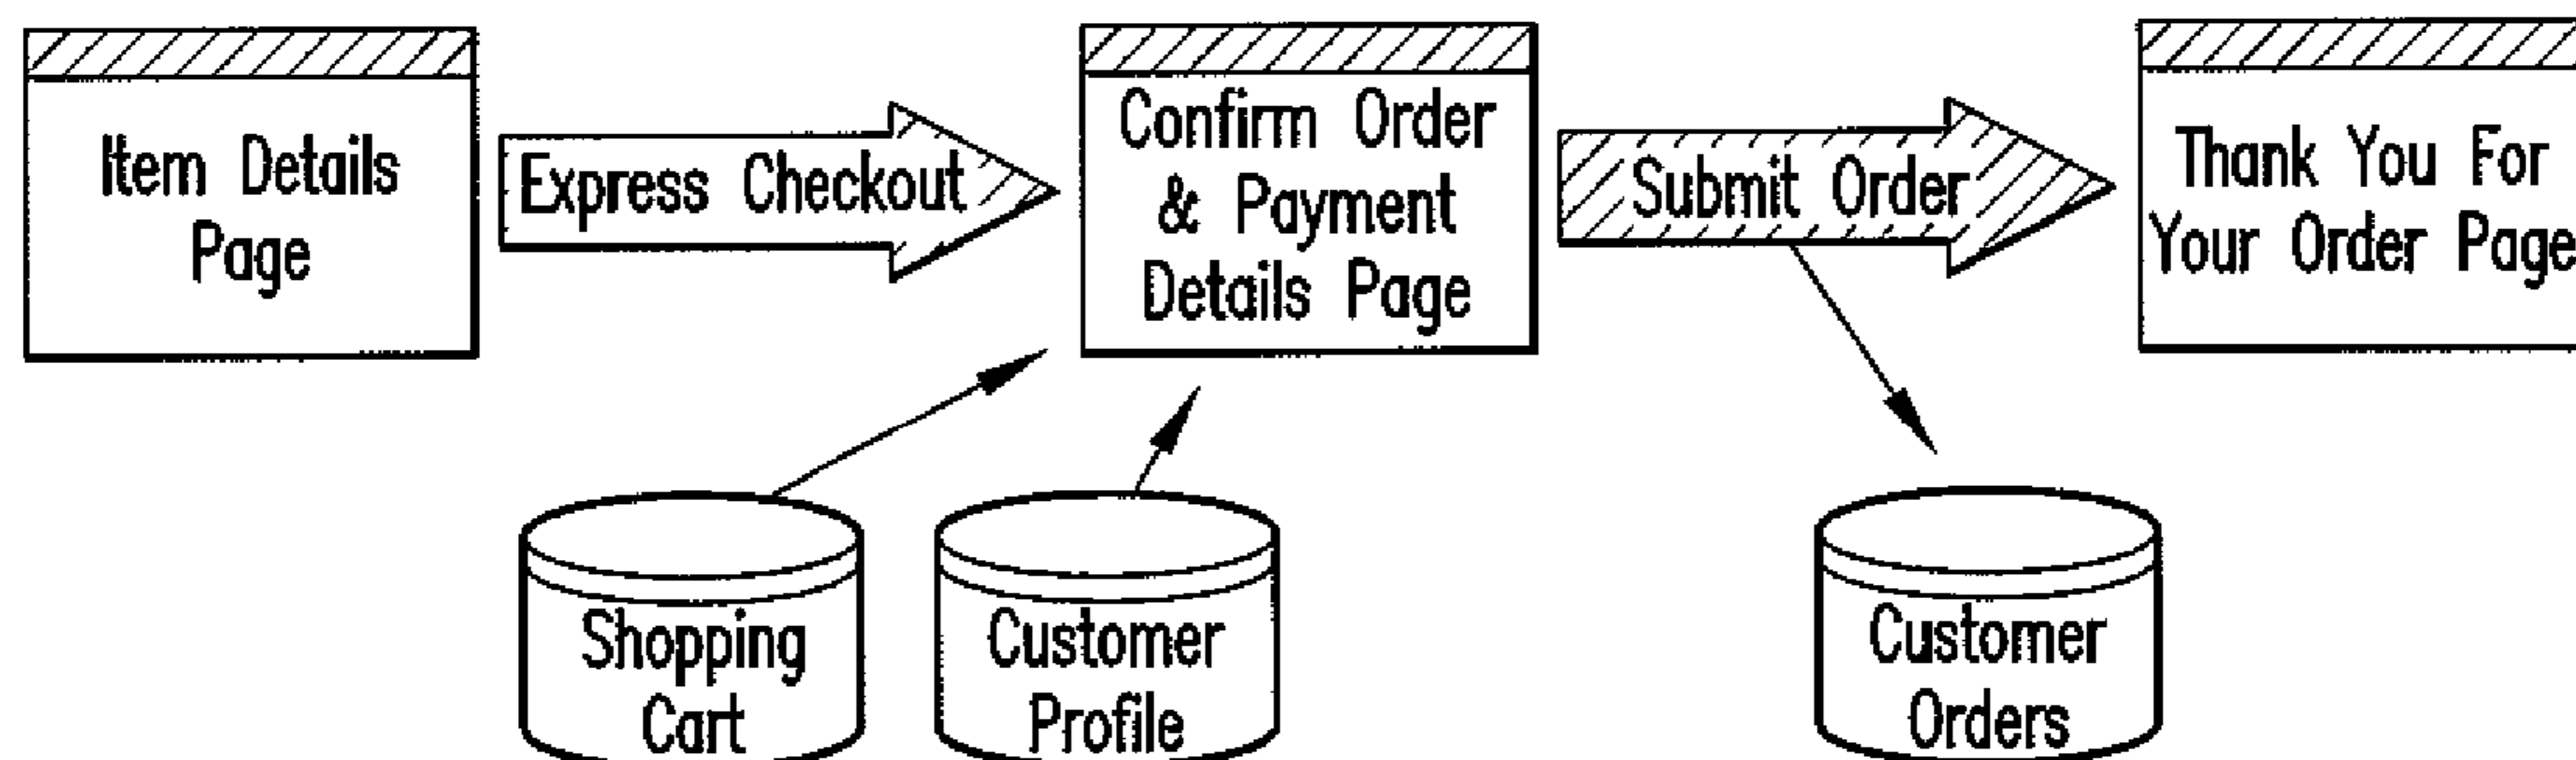 Item Details
Page
Express Checkout
Confirm Order
& Payment
Details Page
Submit Order
Thank You For
Your Order Page
Shopping
Cart
Customer
Profile
Customer
Orders